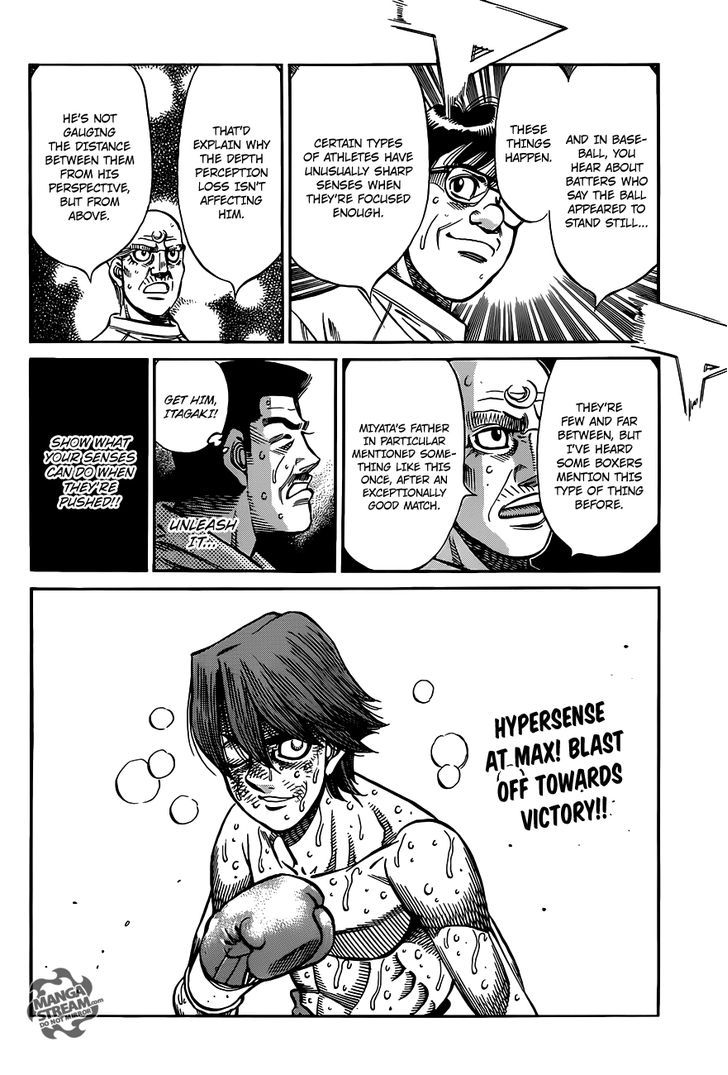 AND IN BASE-
BALL, YOU
HEAR ABOUT
BATTERS WHO
SAY THE BALL
APPEARED TO
STAND STILL...
THESE
THINGS
HAPPEN.
CERTAIN TYPES
OF ATHLETES HAVE
UNUSUALLY SHARP
SENSES WHEN
THEY'RE FOCUSED
ENOUGH.
THAT'D
EXPLAIN WHY
THE DEPTH
PERCEPTION
LOSS ISN'T
AFFECTING
HIM.
HE'S NOT
GAUGING
THE DISTANCE
BETWEEN THEM
FROM HIS
PERSPECTIVE,
BUT FROM
ABOVE.
THEY'RE
FEW AND FAR
BETWEEN, BUT
I'VE HEARD
SOME BOXERS
MENTION THIS
TYPE OF THING
BEFORE.
MIYATA'S FATHER
IN PARTICULAR
MENTIONED SOME-
THING LIKE THIS
ONCE, AFTER AN
EXCEPTIONALLY
GOOD MATCH.
GET HIM,
ITAGAKI!
UNLEASH
IT...
SHOW WHAT
YOUR SENSES
CAN DO WHEN
THEY'RE
PUSHED!!
HYPERSENSE
AT MAX! BLAST
OFF TOWARDS
VICTORY!!
MANGA
STREAM.com
DO NOT MIRROR!